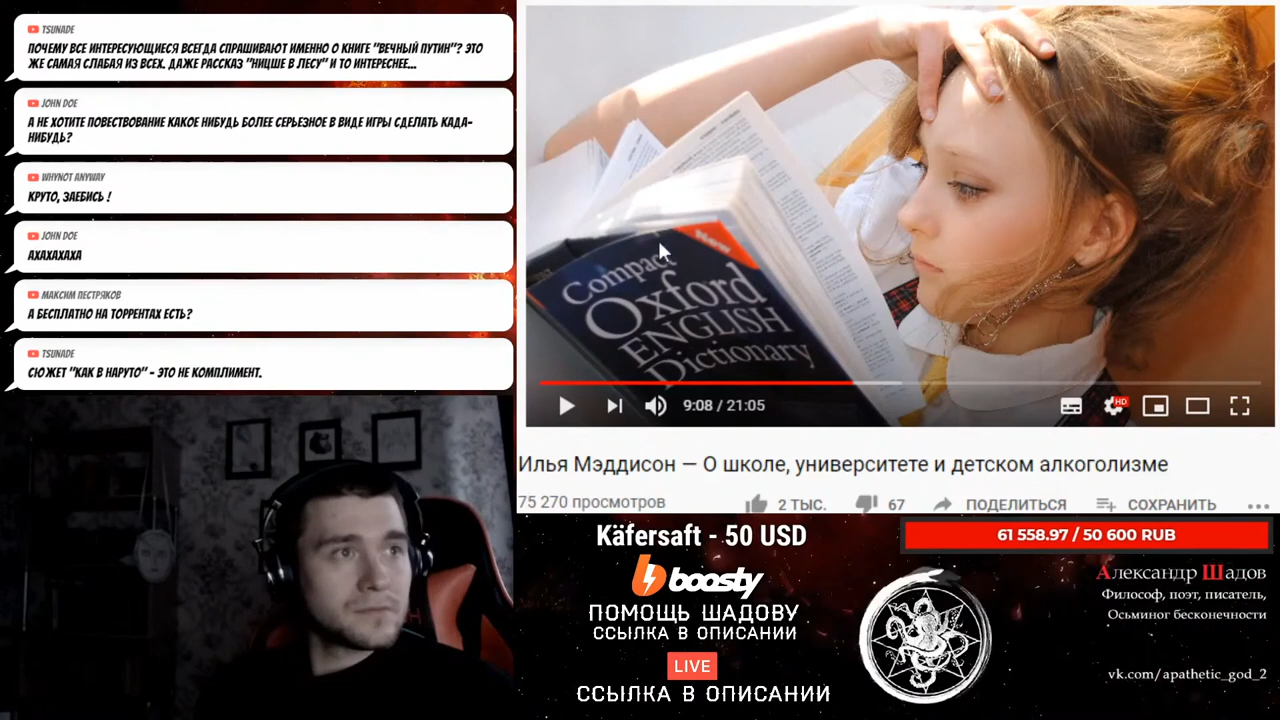 TSUNADE
ПОЧЕМУ ВСЕ ИНТЕРЕСУЮЩИЕСЯ ВСЕГДА СПРАШИВАЮТ ИМЕННО О КНИГЕ "ВЕЧНЫЙ ПУТИН"? ЭТО
ЖЕ САМАЯ СЛАБАЯ ИЗ ВСЕХ. ДАЖЕ РАССКАЗ "НИЦШЕ В ЛЕСУ" И ТО ИНТЕРЕСНЕЕ...
JOHN DOE
А НЕ ХОТИТЕ ПОВЕСТВОВАНИЕ КАКОЕ НИБУДЬ БОЛЕЕ СЕРЬЕЗНОЕ В ВИДЕ ИГРЫ СДЕЛАТЬ КАДА-
НИБУДЬ?
WHYNOT ANYWAY
КРУТО, ЗАЕБИСЬ !
JOHN DOE
АХАХАХАХА
МАКСИМ ПЕСТРЯКОВ
А БЕСПЛАТНО НА ТОРРЕНТАХ ЕСТЬ?
TSUNADE
СЮЖЕТ "КАК В НАРУТО" - ЭТО НЕ КОМПЛИМЕНТ.
New
Compact
Oxford
ENGLISH
Dictionary
9:08 / 21:05
HD
Илья Мэддисон — О школе, университете и детском алкоголизме
75 270 просмотров
2 ТЫС.
67
ПОДЕЛИТЬСЯ
СОХРАНИТЬ
Käfersaft - 50 USD
boosty
ПОМОЩЬ ШАДОВУ
ССЫЛКА В ОПИСАНИИ
LIVE
ССЫЛКА В ОПИСАНИИ
61 558.97 / 50 600 RUB
Александр Шадов
Философ, поэт, писатель,
Осьминог бесконечности
vk.com/apathetic_god_2